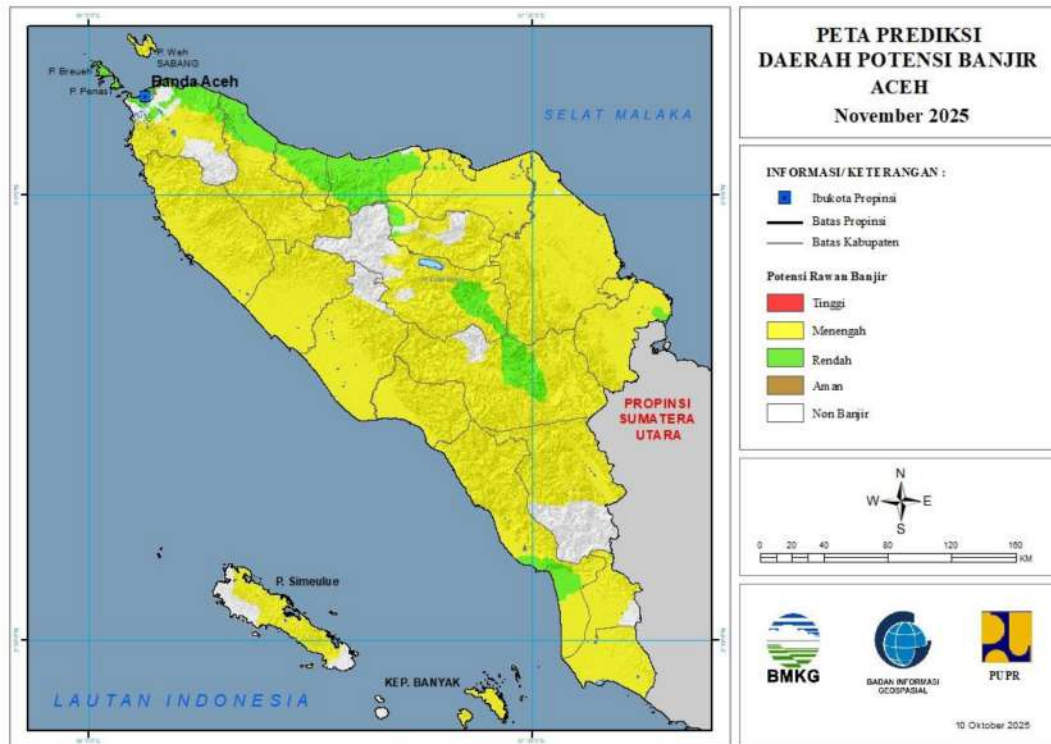 P. Weh
SABANG
P. Breueh
Banda Aceh
P. Penasi
SELAT MALAKA
PROPINSI
SUMATERA
UTARA
P. Simeulue
KEP. BANYAK
LAUTAN INDONESIA
PETA PREDIKSI
DAERAH POTENSI BANJIR
ACEH
November 2025
INFORMASI/ KETERANGAN :
Ibukota Propinsi
Batas Propinsi
Batas Kabupaten
Potensi Rawan Banjir
Tinggi
Menengah
Rendah
Aman
Non Banjir
N
W E
S
0 20 40 80 120 160
KM
BMKG
BADAN INFORMASI
GEOSPASIAL
PUPR
10 Oktober 2025